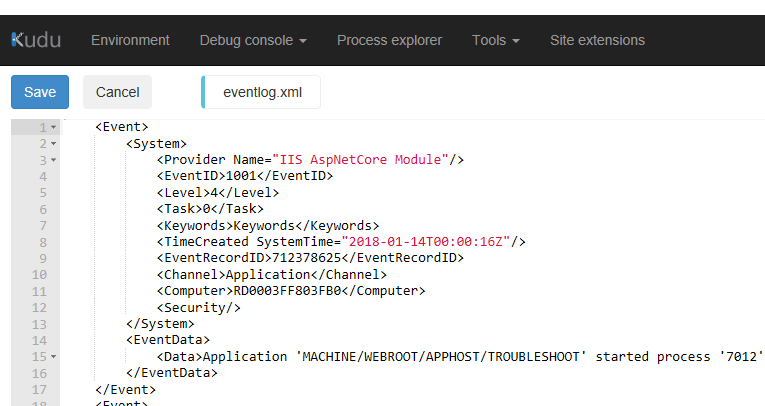 Kudu Environment Debug console Process explorer Tools Site extensions
Save Cancel eventlog.xml
1 <Event>
2 <System>
3 <Provider Name="IIS AspNetCore Module"/>
4 <EventID>1001</EventID>
5 <Level>4</Level>
6 <Task>0</Task>
7 <Keywords>Keywords</Keywords>
8 <TimeCreated SystemTime="2018-01-14T00:00:16Z"/>
9 <EventRecordID>712378625</EventRecordID>
10 <Channel>Application</Channel>
11 <Computer>RD0003FF803FB0</Computer>
12 <Security/>
13 </System>
14 <EventData>
15 <Data>Application 'MACHINE/WEBROOT/APPHOST/TROUBLESHOOT' started process '7012'
16 </EventData>
17 </Event>
18 <Event>